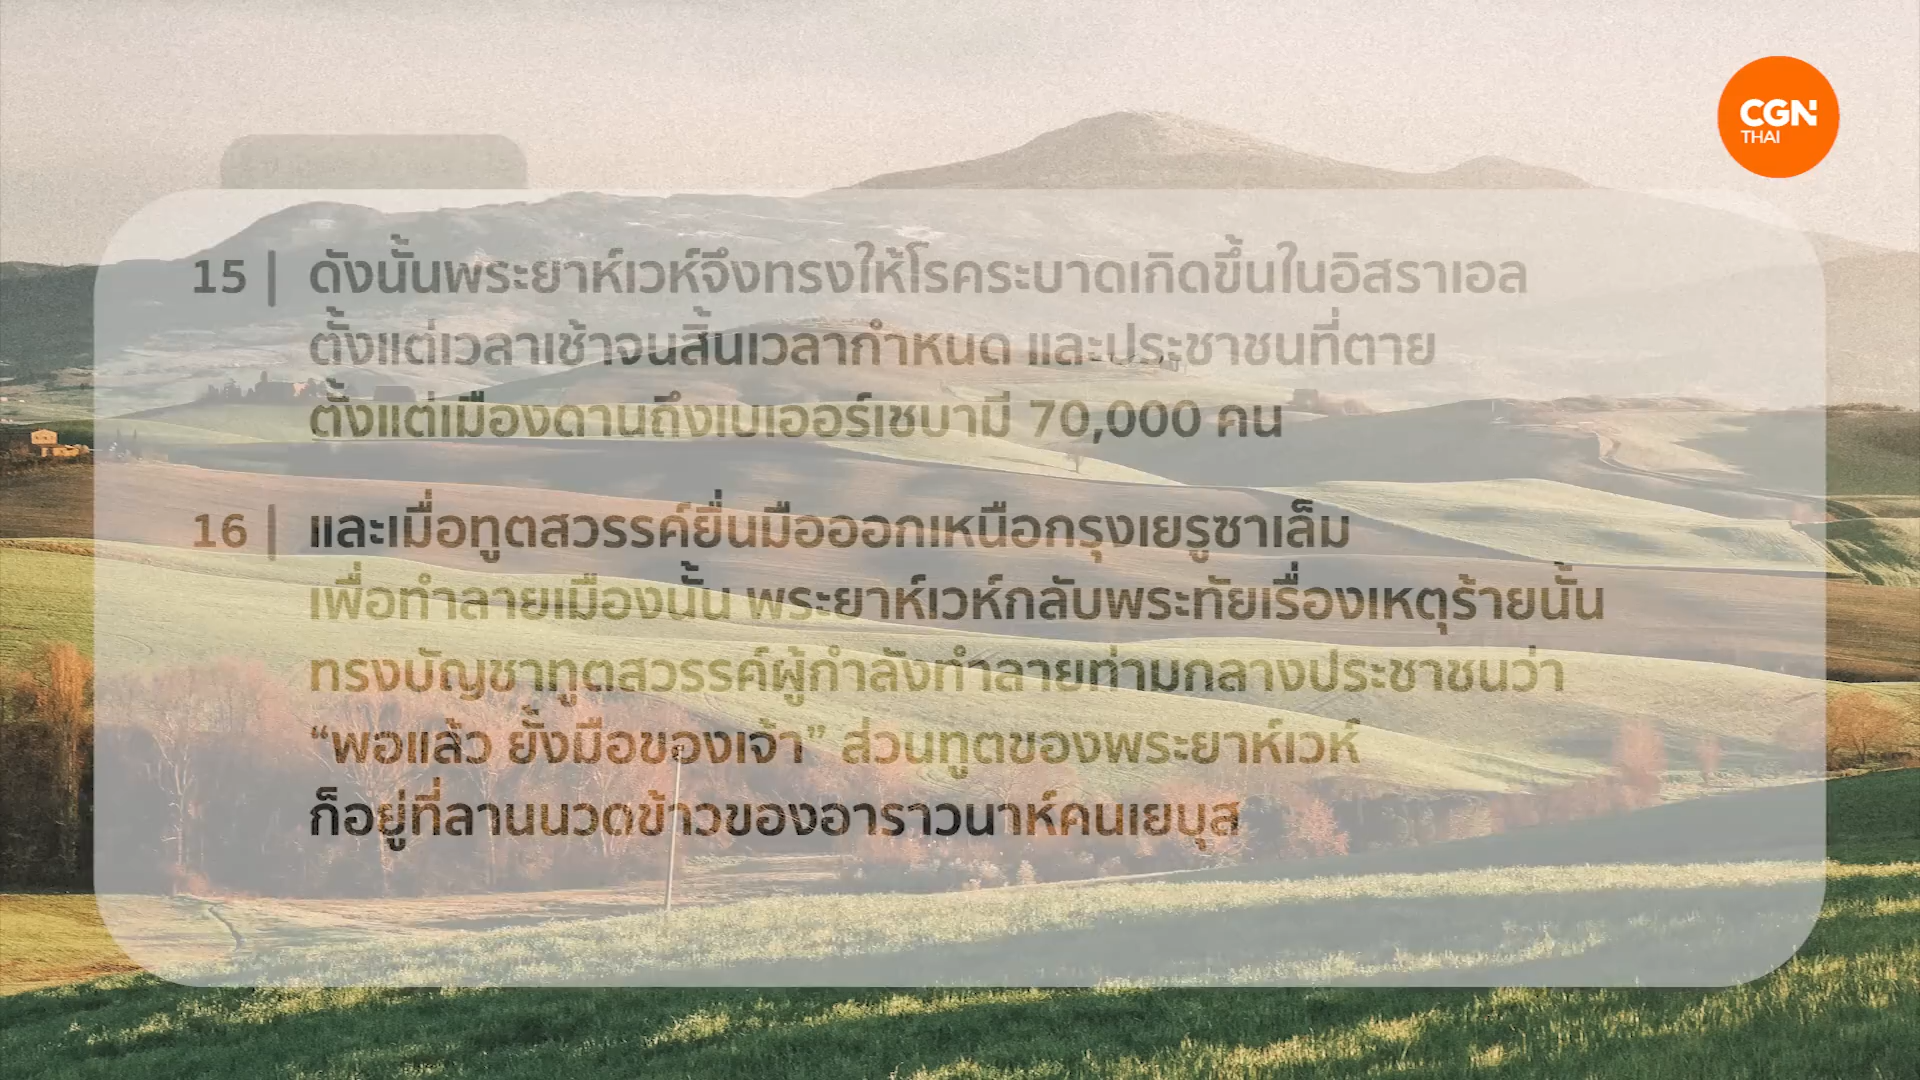 CGN
THAI
15 | ดังนั้นพระยาห์เวห์จึงทรงให้โรคระบาดเกิดขึ้นในอิสราเอล
ตั้งแต่เวลาเช้าจนสิ้นเวลากำหนด และประชาชนที่ตาย
ตั้งแต่เมืองดานถึงเบเออร์เชบามี 70,000 คน
16 | และเมื่อทูตสวรรค์ยื่นมือออกเหนือกรุงเยรูซาเล็ม
เพื่อทำลายเมืองนั้น พระยาห์เวห์กลับพระทัยเรื่องเหตุร้ายนั้น
ทรงบัญชาทูตสวรรค์ผู้กำลังทำลายท่ามกลางประชาชนว่า
“พอแล้ว ยั้งมือของเจ้า” ส่วนทูตของพระยาห์เวห์
ก็อยู่ที่ลานนวดข้าวของอาราวนาห์คนเยบุส